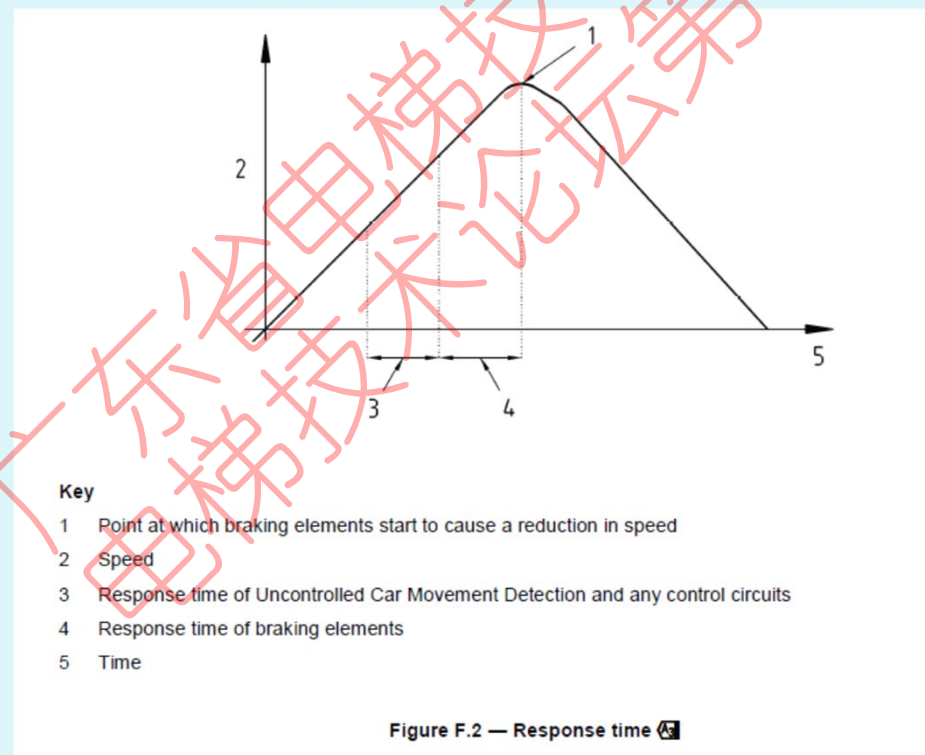 1
2
5
3
4
Key
1 Point at which braking elements start to cause a reduction in speed
2 Speed
3 Response time of Uncontrolled Car Movement Detection and any control circuits
4 Response time of braking elements
5 Time
Figure F.2 — Response time A3
广东省电梯技
电梯技术论坛第